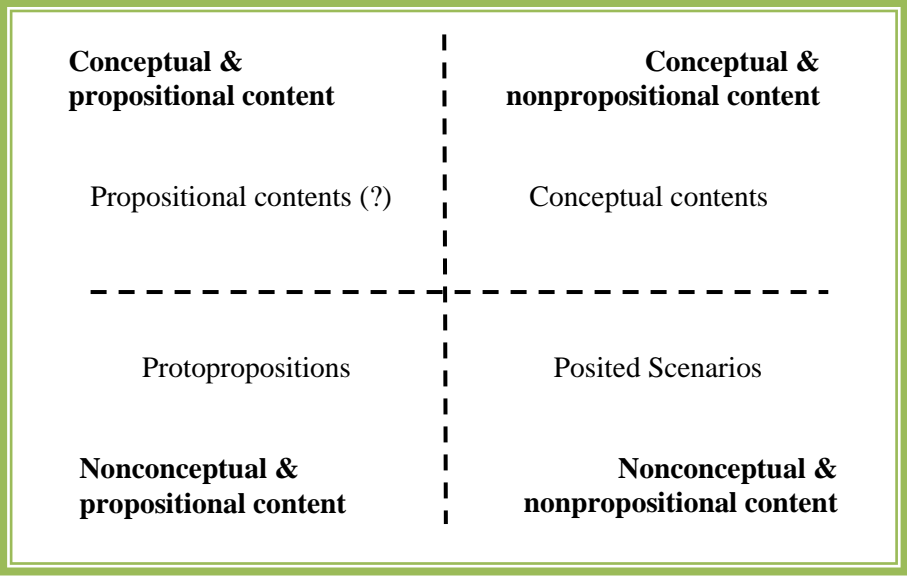 Conceptual &
propositional content
Conceptual &
nonpropositional content
Propositional contents (?)
Conceptual contents
Protopropositions
Posited Scenarios
Nonconceptual &
propositional content
Nonconceptual &
nonpropositional content